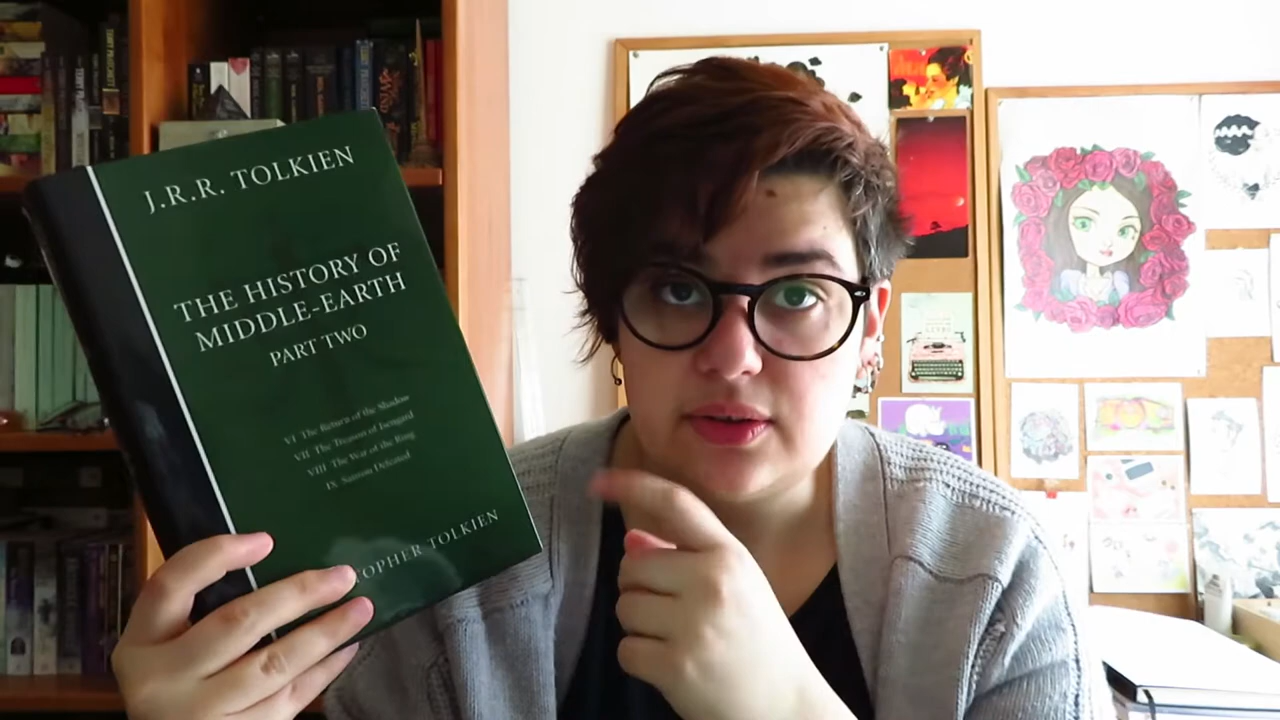 J.R.R. TOLKIEN
THE HISTORY OF
MIDDLE-EARTH
PART TWO
VI The Return of the Shadow
VII The Treason of Isengard
VIII The War of the Ring
IX Sauron Defeated
TOLKIEN